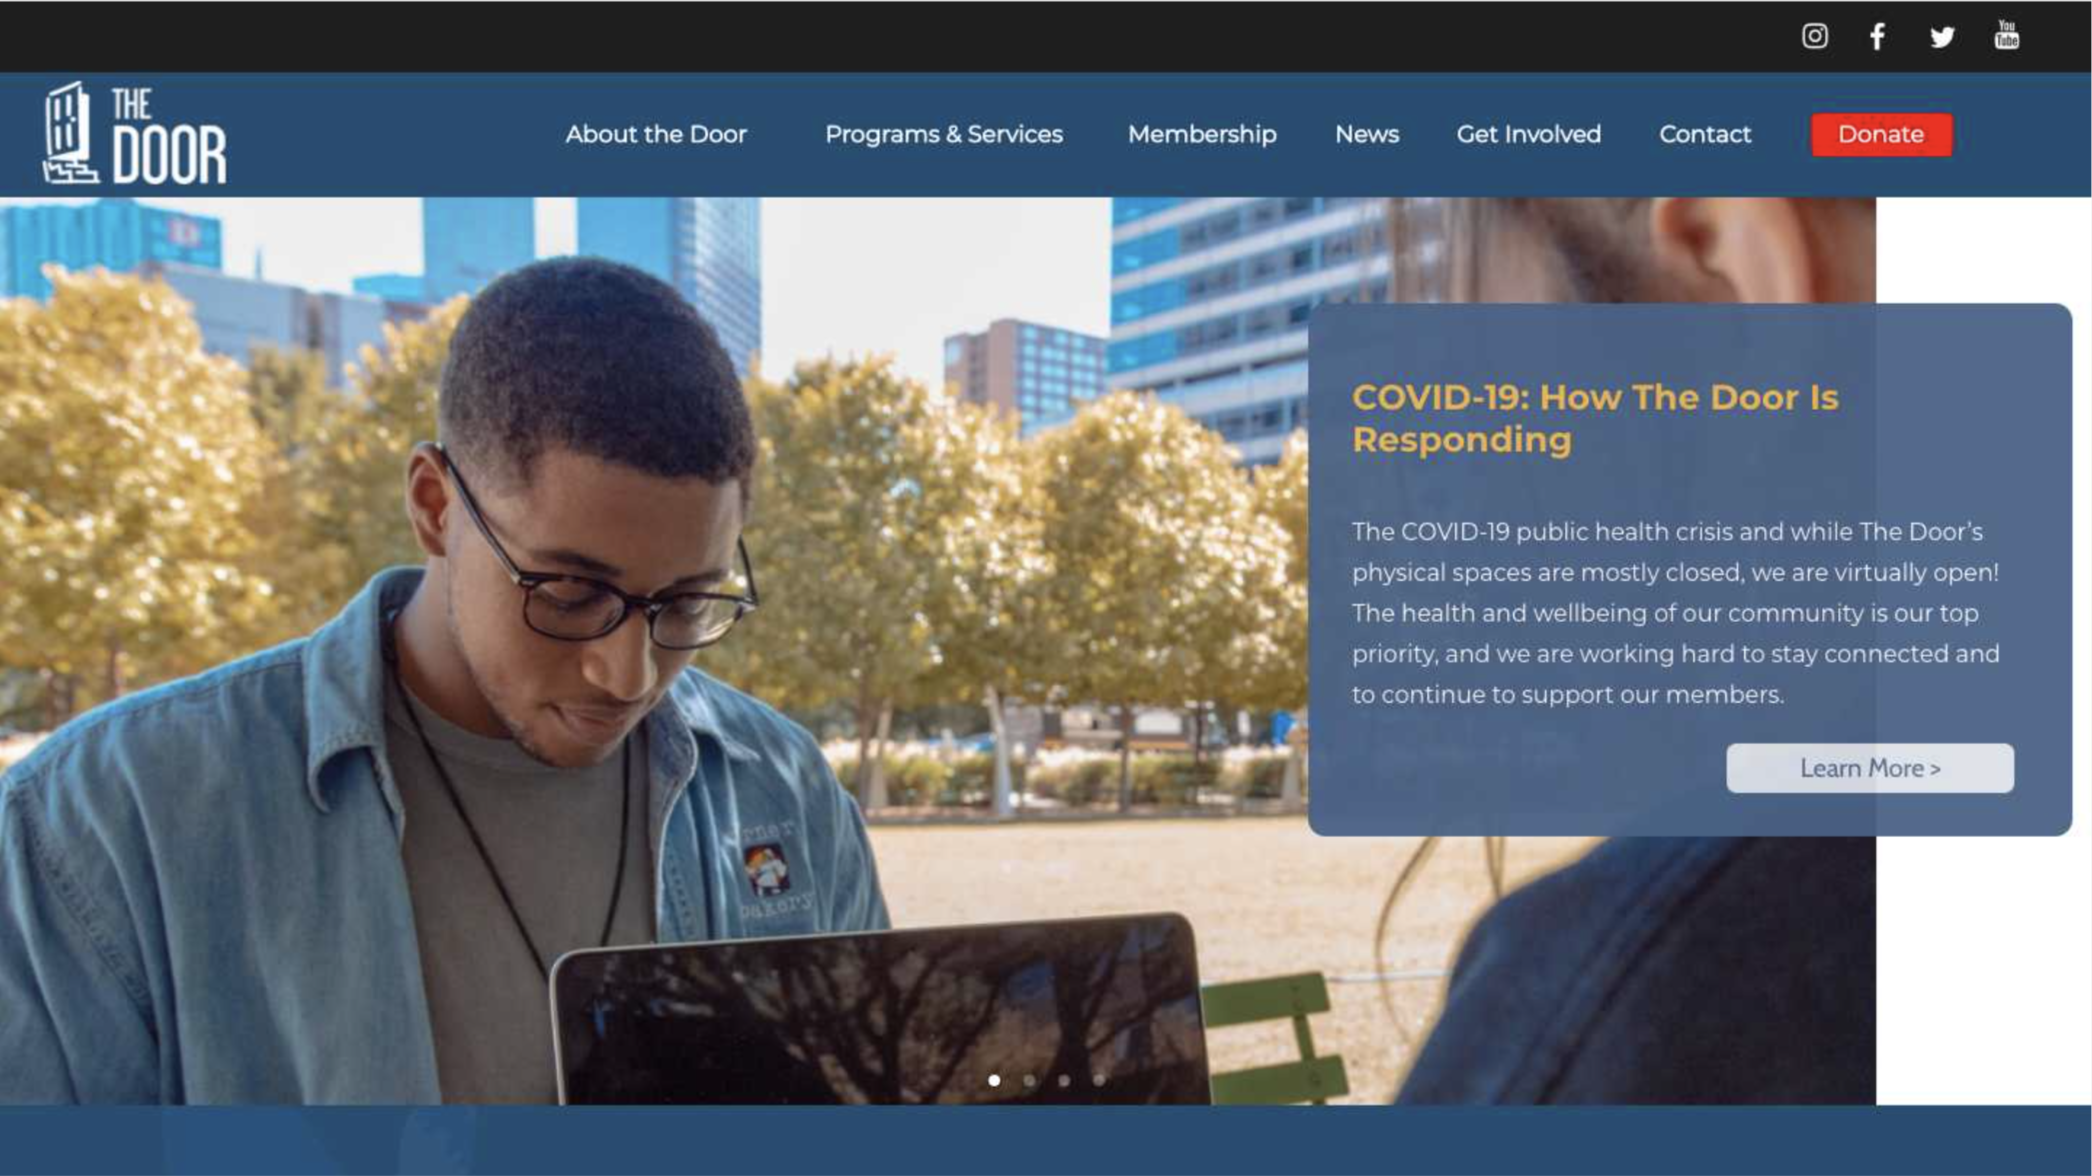 You
Tube
THE
DOOR
About the Door
Programs & Services
Membership
News
Get Involved
Contact
Donate
COVID-19: How The Door Is
Responding
The COVID-19 public health crisis and while The Door's
physical spaces are mostly closed, we are virtually open!
The health and wellbeing of our community is our top
priority, and we are working hard to stay connected and
to continue to support our members.
Learn More >
bakery